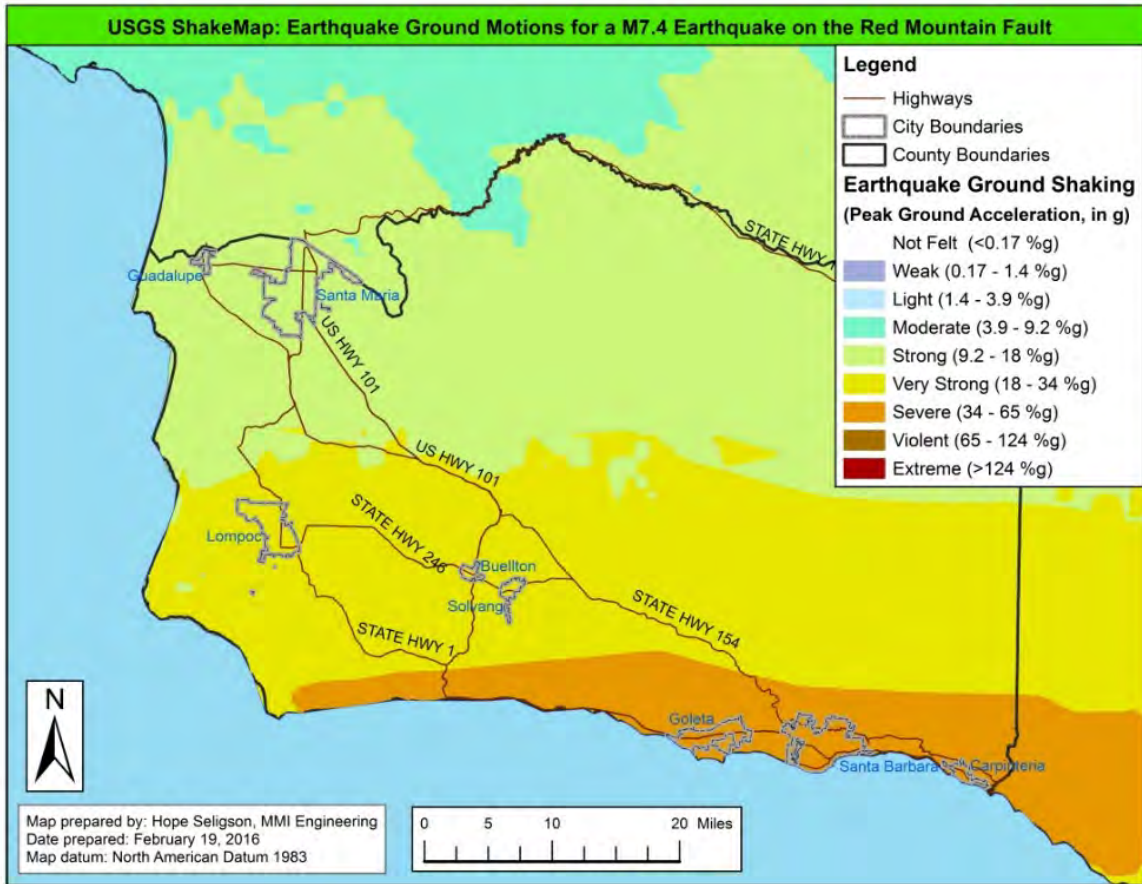 USGS ShakeMap: Earthquake Ground Motions for a M7.4 Earthquake on the Red Mountain Fault
Legend
Highways
City Boundaries
County Boundaries
Earthquake Ground Shaking
(Peak Ground Acceleration, in g)
Not Felt (<0.17 %g)
Weak (0.17 - 1.4 %g)
Light (1.4 - 3.9 %g)
Moderate (3.9 - 9.2 %g)
Strong (9.2 - 18 %g)
Very Strong (18 - 34 %g)
Severe (34 - 65 %g)
Violent (65 - 124 %g)
Extreme (>124 %g)
STATE HWY 1
Guadalupe
Santa Maria
US HWY 101
US HWY 101
STATE HWY 246
Lompoc
Buellton
Solvang
STATE HWY 1
STATE HWY 154
Goleta
Santa Barbara
Carpinteria
N
Map prepared by: Hope Seligson, MMI Engineering
Date prepared: February 19, 2016
Map datum: North American Datum 1983
0 5 10 20 Miles